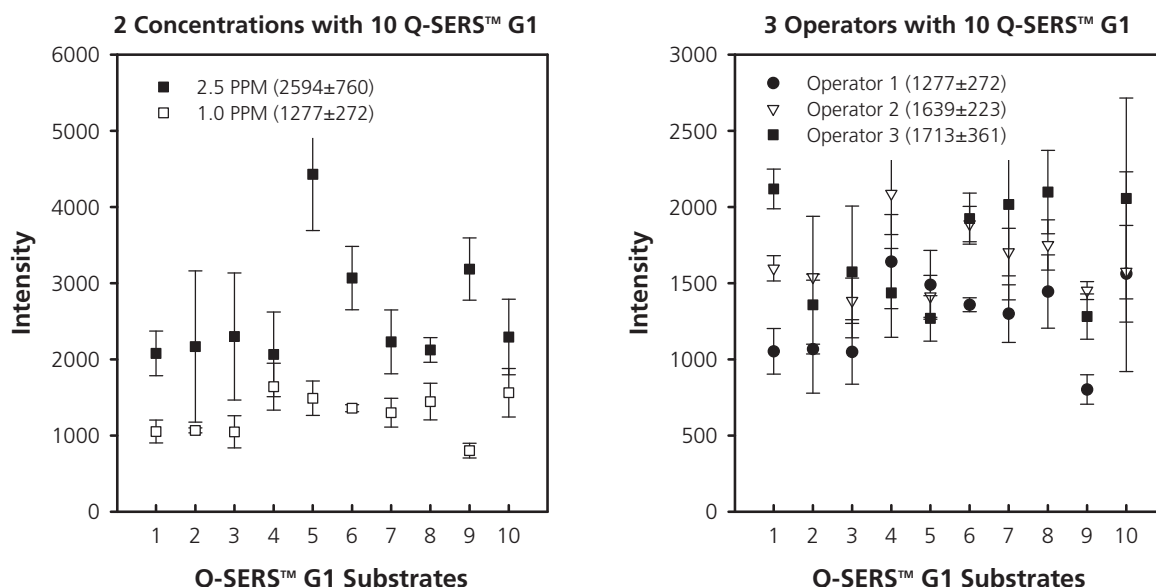 2 Concentrations with 10 Q-SERS™ G1
6000
5000
4000
3000
2000
1000
0
Intensity
2.5 PPM (2594±760)
1.0 PPM (1277±272)
1 2 3 4 5 6 7 8 9 10
Q-SERS™ G1 Substrates
3 Operators with 10 Q-SERS™ G1
3000
2500
2000
1500
1000
500
0
Intensity
Operator 1 (1277±272)
Operator 2 (1639±223)
Operator 3 (1713±361)
1 2 3 4 5 6 7 8 9 10
Q-SERS™ G1 Substrates